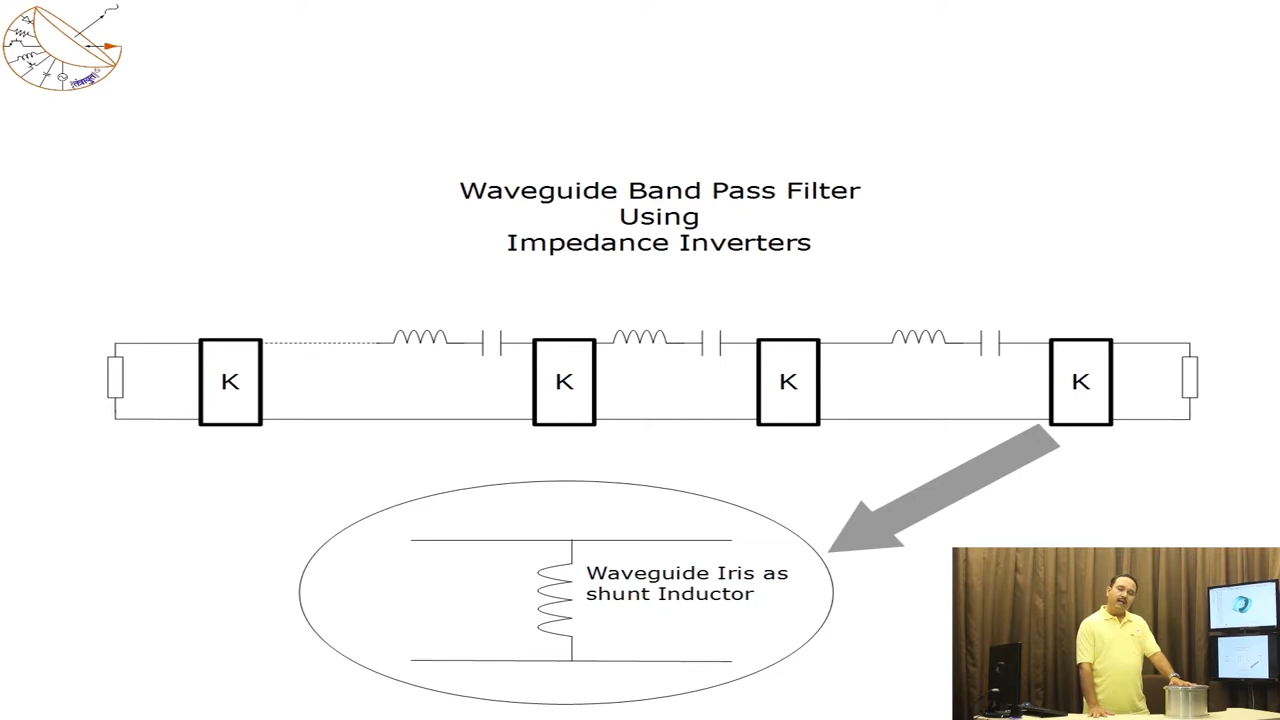 Waveguide Band Pass Filter
Using
Impedance Inverters
K
K
K
K
Waveguide Iris as
shunt Inductor